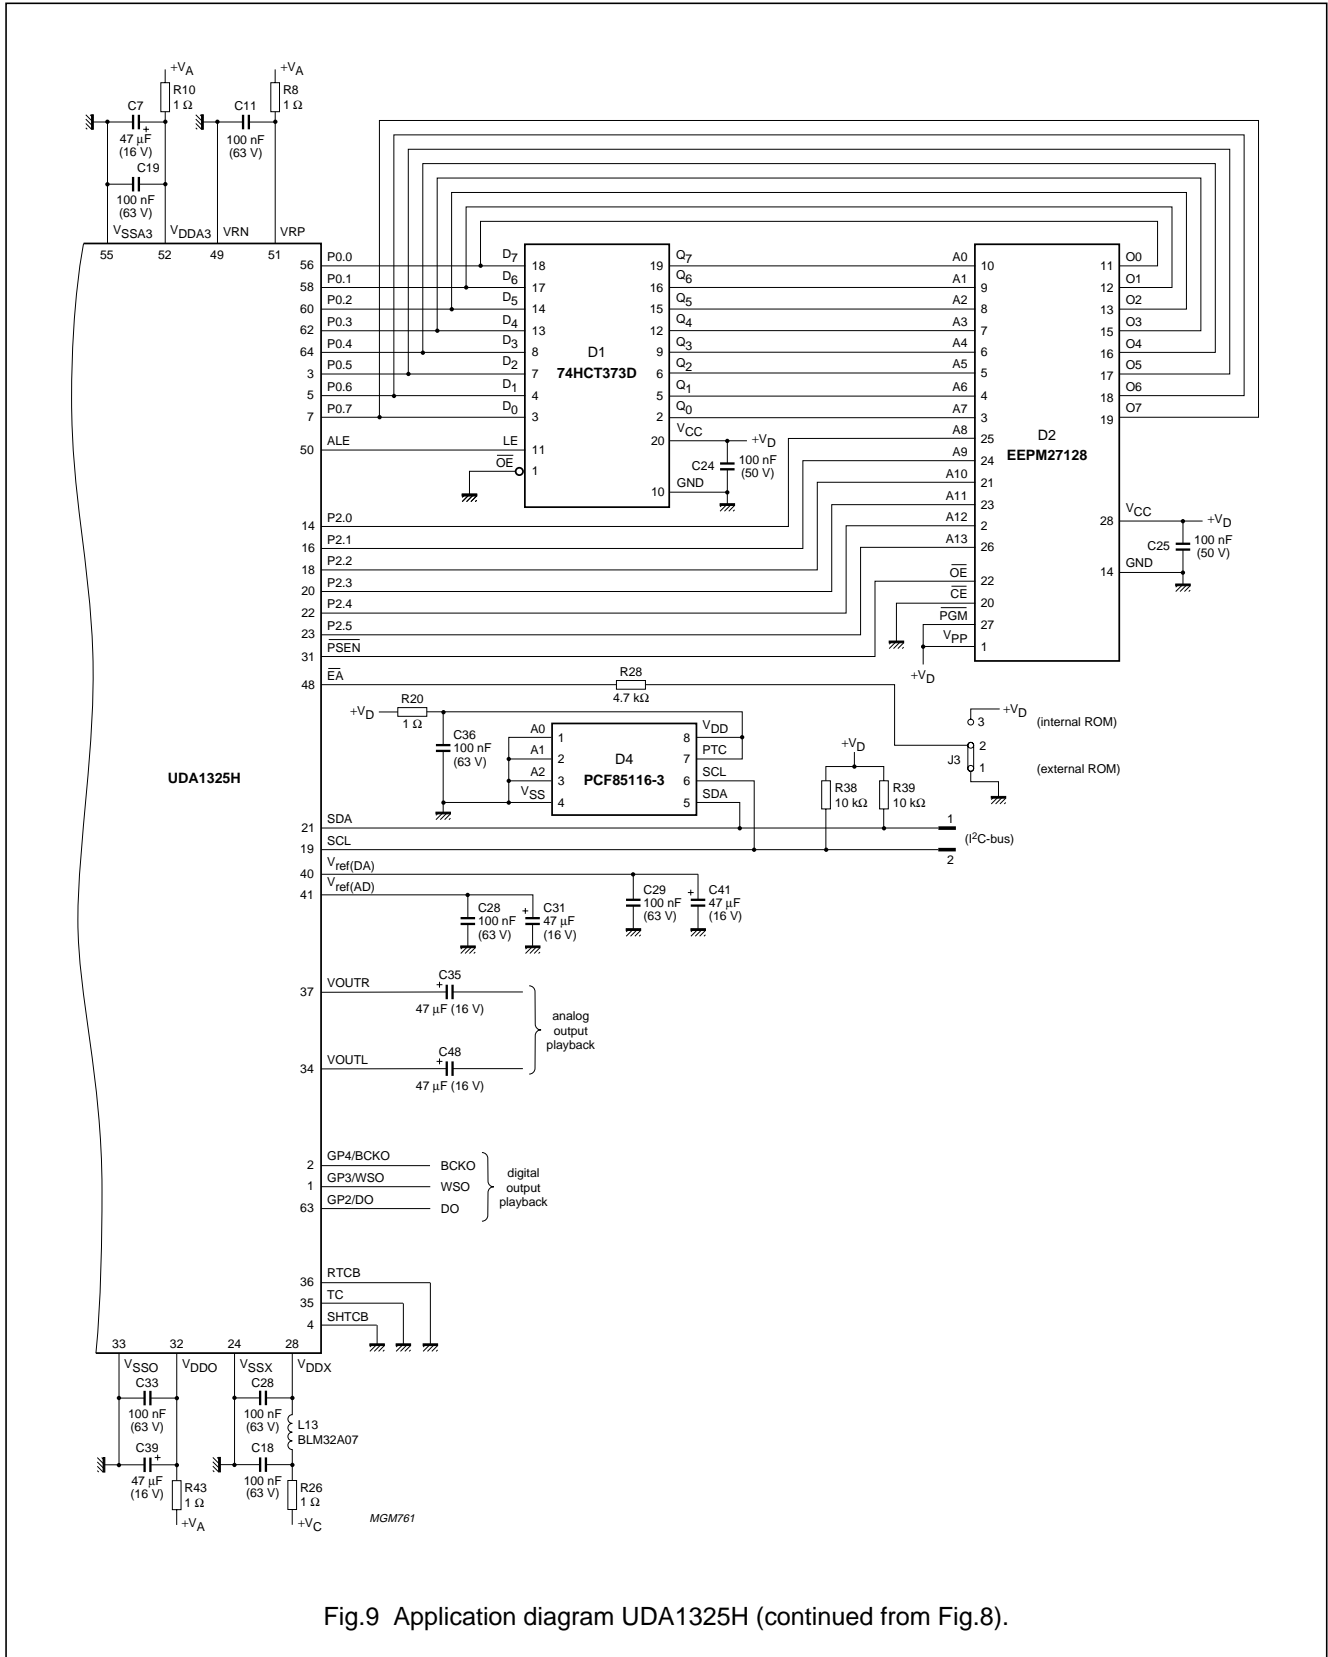 +VA +VA
R10 R8
C7 1 Ω C11 1 Ω
47 µF 100 nF
(16 V) (63 V)
C19
100 nF
(63 V)
VSSA3 VDDA3 VRN VRP
55 52 49 51
56 P0.0 D7 18 19 Q7 A0 10 11 O0
58 P0.1 D6 17 16 Q6 A1 9 12 O1
60 P0.2 D5 14 15 Q5 A2 8 13 O2
62 P0.3 D4 13 12 Q4 A3 7 15 O3
64 P0.4 D3 8 9 Q3 A4 6 16 O4
D1
3 P0.5 D2 7 74HCT373D 6 Q2 A5 5 17 O5
5 P0.6 D1 4 5 Q1 A6 4 18 O6
7 P0.7 D0 3 2 Q0 A7 3 19 O7
50 ALE LE 11 20 VCC +VD A8 25
D2
EEPM27128
OE 1 C24 100 nF A9 24
(50 V)
10 GND A10 21
A11 23
14 P2.0 A12 2 28 VCC +VD
16 P2.1 A13 26 C25 100 nF
(50 V)
18 P2.2 OE 22 14 GND
20 P2.3 CE 20
22 P2.4 PGM 27
23 P2.5 VPP 1
31 PSEN +VD
48 EA R28
4.7 kΩ
+VD R20
1 Ω
3 +VD (internal ROM)
2
J3
1 (external ROM)
C36
100 nF
(63 V)
A0 1 8 VDD
A1 2 D4 7 PTC
A2 3 PCF85116-3 6 SCL
VSS 4 5 SDA
+VD
R38 R39
10 kΩ 10 kΩ
UDA1325H
21 SDA 1
19 SCL (I2C-bus)
2
40 Vref(DA)
41 Vref(AD)
C29 + C41
100 nF 47 µF
(63 V) (16 V)
C28 + C31
100 nF 47 µF
(63 V) (16 V)
37 VOUTR + C35
47 µF (16 V)
analog
output
playback
34 VOUTL + C48
47 µF (16 V)
2 GP4/BCKO BCKO
1 GP3/WSO WSO
63 GP2/DO DO
digital
output
playback
36 RTCB
35 TC
4 SHTCB
33 32 24 28
VSSO VDDO VSSX VDDX
C33 C28
100 nF 100 nF
(63 V) (63 V)
L13
BLM32A07
C39 + C18
47 µF 100 nF
(16 V) (63 V)
R43 R26
1 Ω 1 Ω
+VA +VC
MGM761
Fig.9 Application diagram UDA1325H (continued from Fig.8).